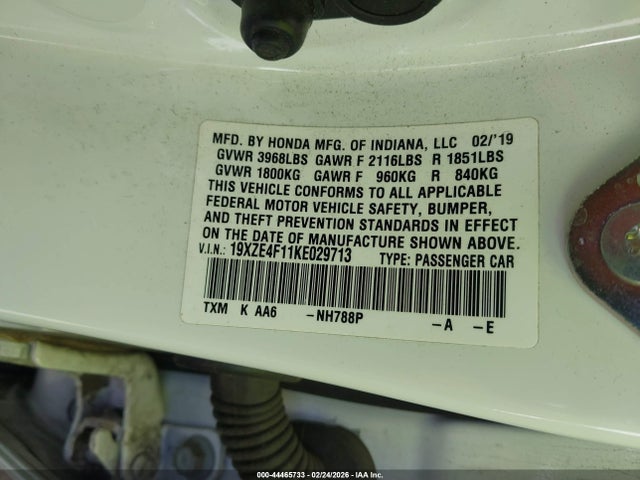 MFD. BY HONDA MFG. OF INDIANA, LLC 02/'19
GVWR 3968LBS GAWR F 2116LBS R 1851LBS
GVWR 1800KG GAWR F 960KG R 840KG
THIS VEHICLE CONFORMS TO ALL APPLICABLE
FEDERAL MOTOR VEHICLE SAFETY, BUMPER,
AND THEFT PREVENTION STANDARDS IN EFFECT
ON THE DATE OF MANUFACTURE SHOWN ABOVE.
V.I.N.: 19XZE4F11KE029713 TYPE: PASSENGER CAR
TXM K AA6 -NH788P -A -E
000-44465733 - 02/24/2026 - IAA Inc.